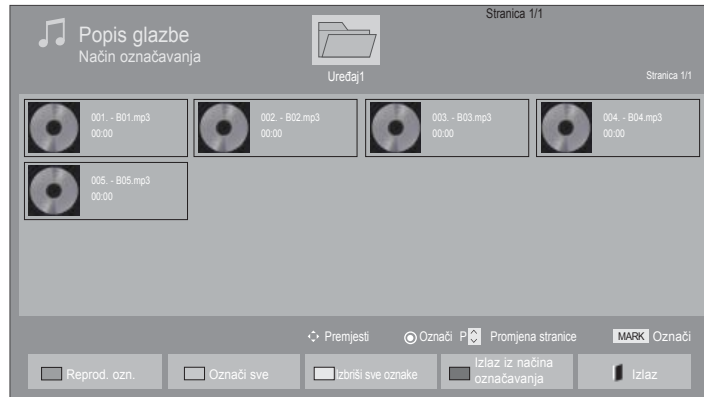 Stranica 1/1
Popis glazbe
Način označavanja
Uređaj1
Stranica 1/1
001. - B01.mp3
00:00
002. - B02.mp3
00:00
003. - B03.mp3
00:00
004. - B04.mp3
00:00
005. - B05.mp3
00:00
Premjesti
Označi
P
Promjena stranice
MARK Označi
Reprod. ozn.
Označi sve
Izbriši sve oznake
Izlaz iz načina
označavanja
Izlaz